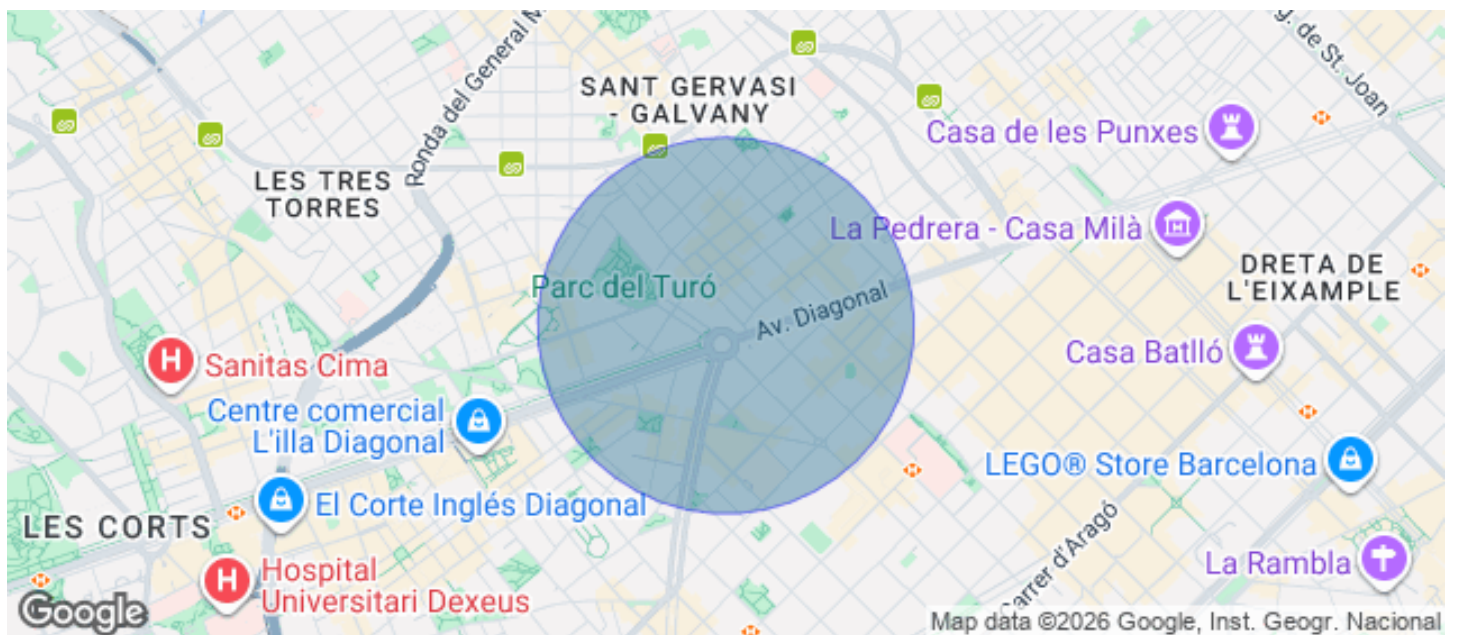 g. de St. Joan
Ronda del General M
SANT GERVASI
- GALVANY
Casa de les Punxes
LES TRES
TORRES
La Pedrera - Casa Milà
DRETA DE
L'EIXAMPLE
Parc del Turó
Av. Diagonal
Casa Batlló
Sanitas Cima
Centre comercial
L'illa Diagonal
LEGO® Store Barcelona
El Corte Inglés Diagonal
LES CORTS
Carrer d'Aragó
La Rambla
Hospital
Universitari Dexeus
Google
Map data ©2026 Google, Inst. Geogr. Nacional